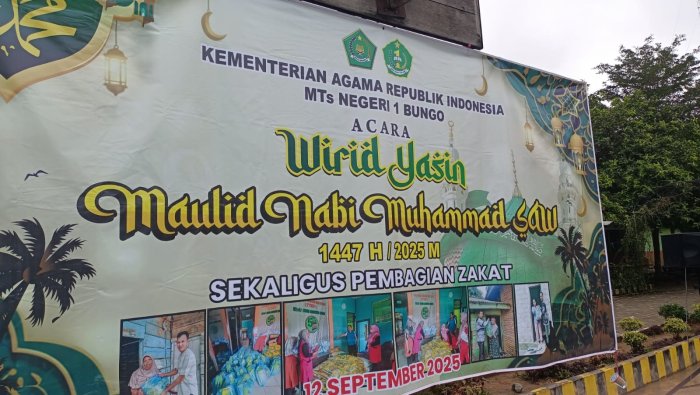 محمد
KEMENTERIAN AGAMA REPUBLIK INDONESIA
MTs NEGERI 1 BUNGO
ACARA
Wirid Yasin
Maulid Nabi Muhammad SAW
1447 H / 2025 M
SEKALIGUS PEMBAGIAN ZAKAT
12 SEPTEMBER 2025